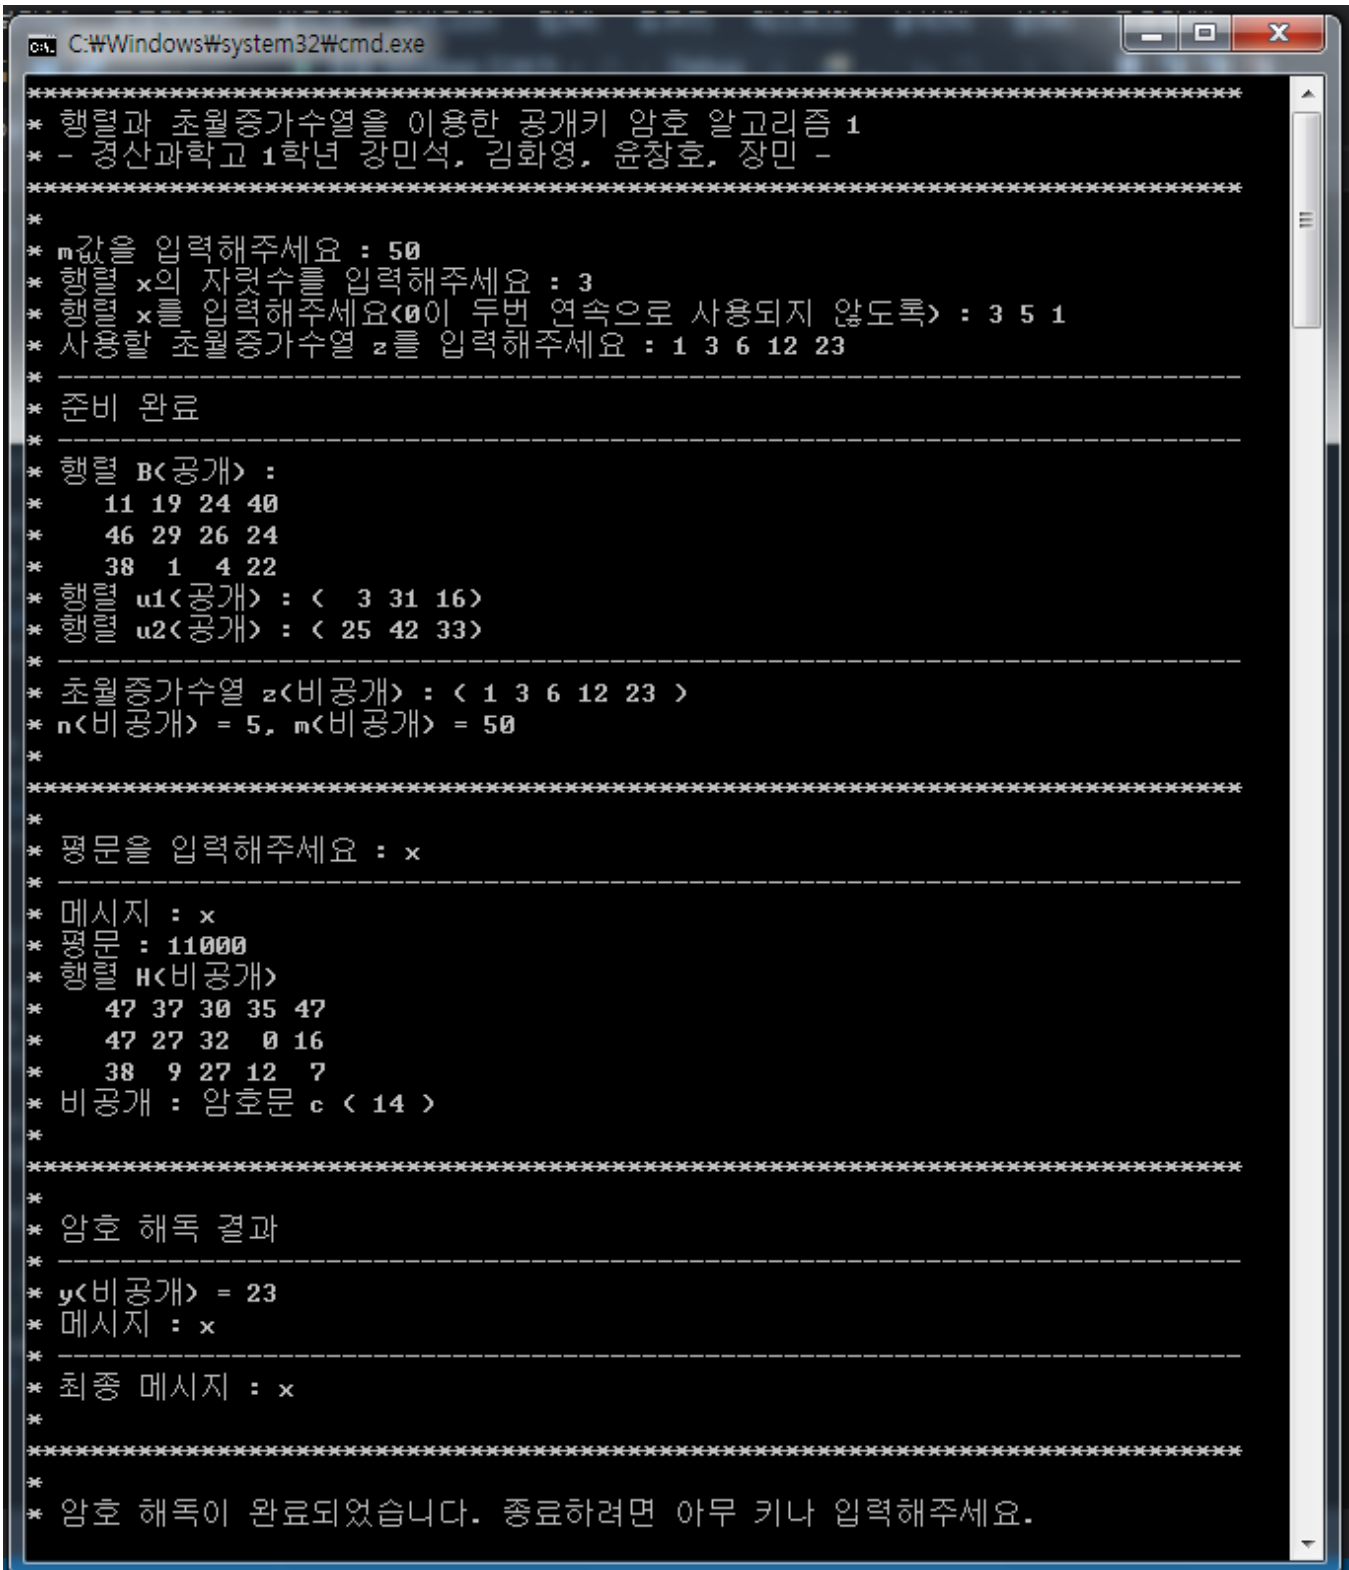 C:₩Windows₩system32₩cmd.exe
******************************************************************************
* 행렬과 초월증가수열을 이용한 공개키 암호 알고리즘 1
* - 경산과학고 1학년 강민석, 김화영, 윤창호, 장민 -
******************************************************************************
*
* m값을 입력해주세요 : 50
* 행렬 x의 자릿수를 입력해주세요 : 3
* 행렬 x를 입력해주세요(0이 두번 연속으로 사용되지 않도록) : 3 5 1
* 사용할 초월증가수열 z를 입력해주세요 : 1 3 6 12 23
* ----------------------------------------------------------------------------
* 준비 완료
* ----------------------------------------------------------------------------
* 행렬 B(공개) :
*    11 19 24 40
*    46 29 26 24
*    38  1  4 22
* 행렬 u1(공개) : (  3 31 16)
* 행렬 u2(공개) : ( 25 42 33)
* ----------------------------------------------------------------------------
* 초월증가수열 z(비공개) : ( 1 3 6 12 23 )
* n(비공개) = 5, m(비공개) = 50
*
******************************************************************************
*
* 평문을 입력해주세요 : x
* ----------------------------------------------------------------------------
* 메시지 : x
* 평문 : 11000
* 행렬 H(비공개)
*    47 37 30 35 47
*    47 27 32  0 16
*    38  9 27 12  7
* 비공개 : 암호문 c ( 14 )
*
******************************************************************************
*
* 암호 해독 결과
* ----------------------------------------------------------------------------
* y(비공개) = 23
* 메시지 : x
* ----------------------------------------------------------------------------
* 최종 메시지 : x
*
******************************************************************************
*
* 암호 해독이 완료되었습니다. 종료하려면 아무 키나 입력해주세요.